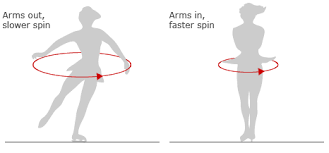 Arms out,
slower spin
Arms in,
faster spin